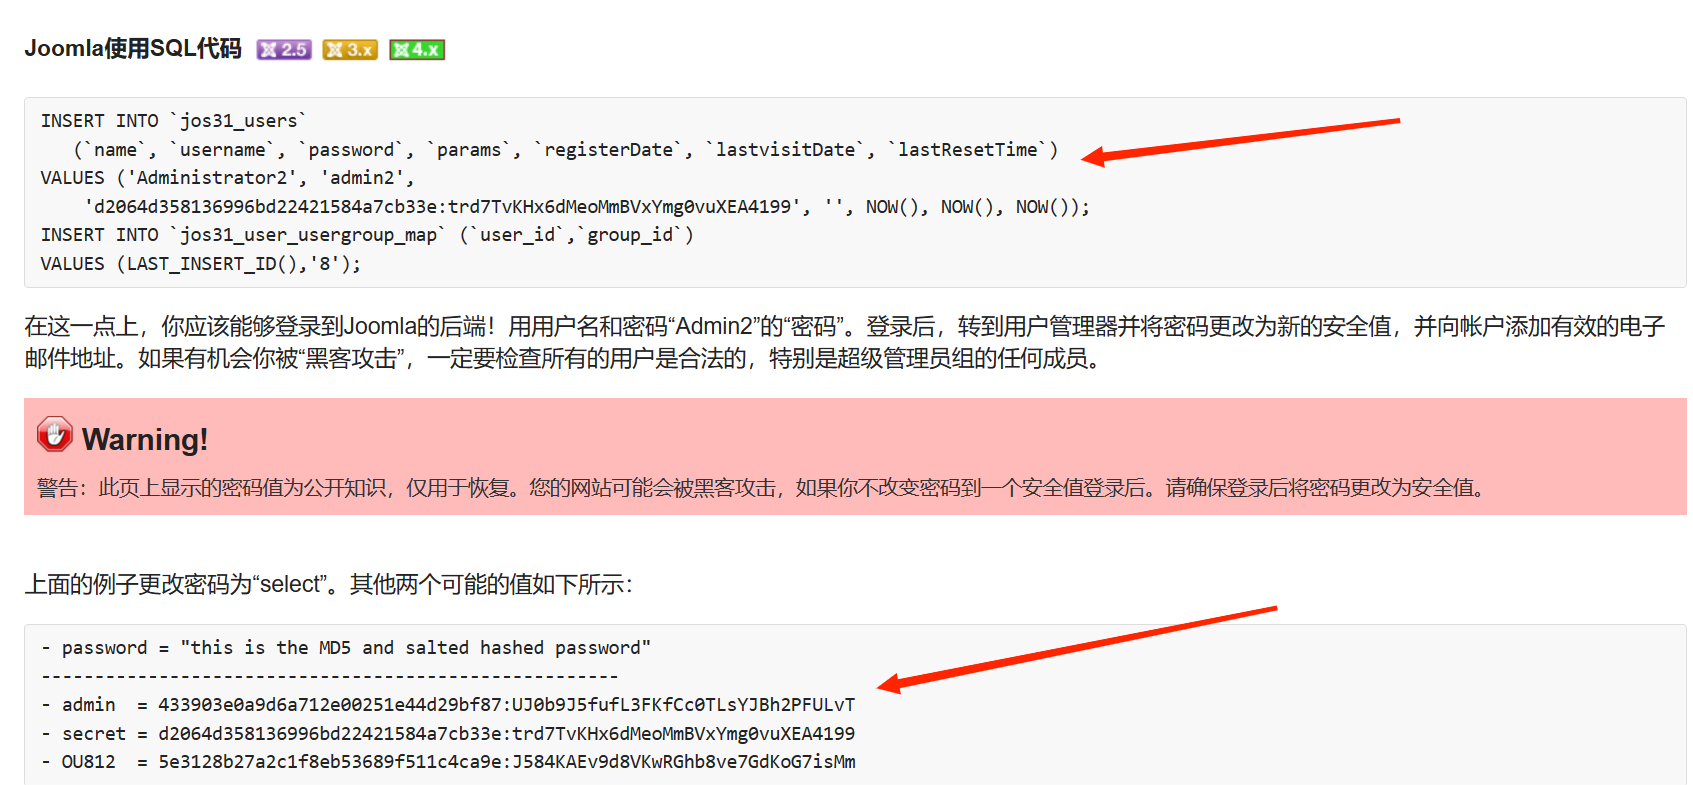 Joomla使用SQL代码 2.5 3.x 4.x
INSERT INTO `jos31_users`
(`name`, `username`, `password`, `params`, `registerDate`, `lastvisitDate`, `lastResetTime`)
VALUES ('Administrator2', 'admin2',
'd2064d358136996bd22421584a7cb33e:trd7TvKHx6dMeoMmBVxYmg0vuXEA4199', '', NOW(), NOW(), NOW());
INSERT INTO `jos31_user_usergroup_map` (`user_id`,`group_id`)
VALUES (LAST_INSERT_ID(),'8');
在这一点上，你应该能够登录到Joomla的后端！用用户名和密码“Admin2”的“密码”。登录后，转到用户管理器并将密码更改为新的安全值，并向帐户添加有效的电子
邮件地址。如果有机会你被“黑客攻击”，一定要检查所有的用户是合法的，特别是超级管理员组的任何成员。
Warning!
警告：此页上显示的密码值为公开知识，仅用于恢复。您的网站可能会被黑客攻击，如果你不改变密码到一个安全值登录后。请确保登录后将密码更改为安全值。
上面的例子更改密码为“select”。其他两个可能的值如下所示：
- password = "this is the MD5 and salted hashed password"
------------------------------------------------------
- admin  = 433903e0a9d6a712e00251e44d29bf87:UJ0b9J5fufL3FKfCc0TLsYJBh2PFULvT
- secret = d2064d358136996bd22421584a7cb33e:trd7TvKHx6dMeoMmBVxYmg0vuXEA4199
- OU812  = 5e3128b27a2c1f8eb53689f511c4ca9e:J584KAEv9d8VKwRGhb8ve7GdKoG7isMm